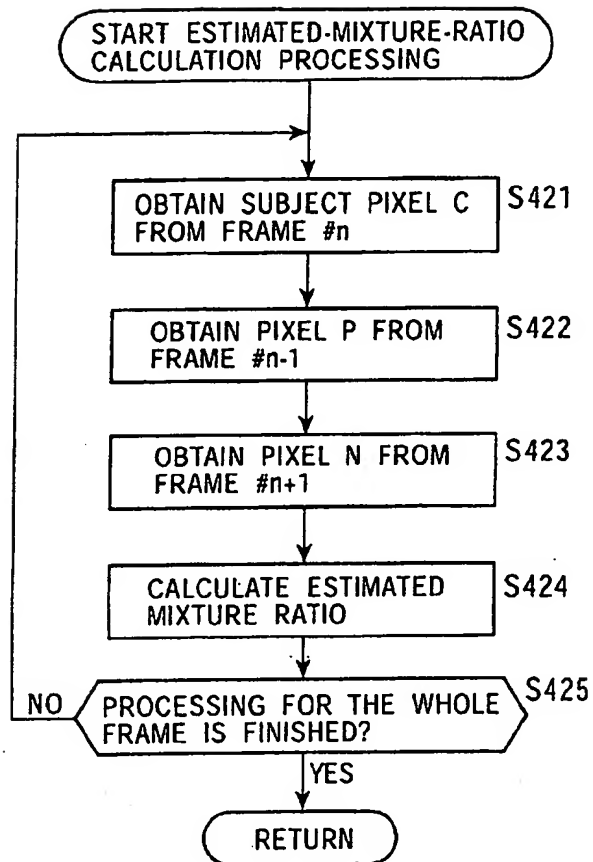 START ESTIMATED-MIXTURE-RATIO
CALCULATION PROCESSING
OBTAIN SUBJECT PIXEL C
FROM FRAME #n
S421
OBTAIN PIXEL P FROM
FRAME #n-1
S422
OBTAIN PIXEL N FROM
FRAME #n+1
S423
CALCULATE ESTIMATED
MIXTURE RATIO
S424
NO
PROCESSING FOR THE WHOLE
FRAME IS FINISHED?
S425
YES
RETURN